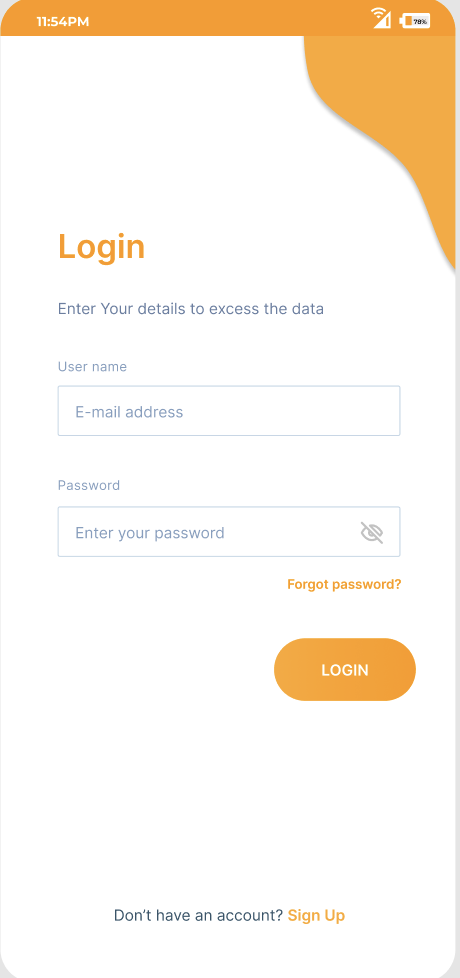 11:54PM
78%
Login
Enter Your details to excess the data
User name
E-mail address
Password
Enter your password
Forgot password?
LOGIN
Don't have an account? Sign Up